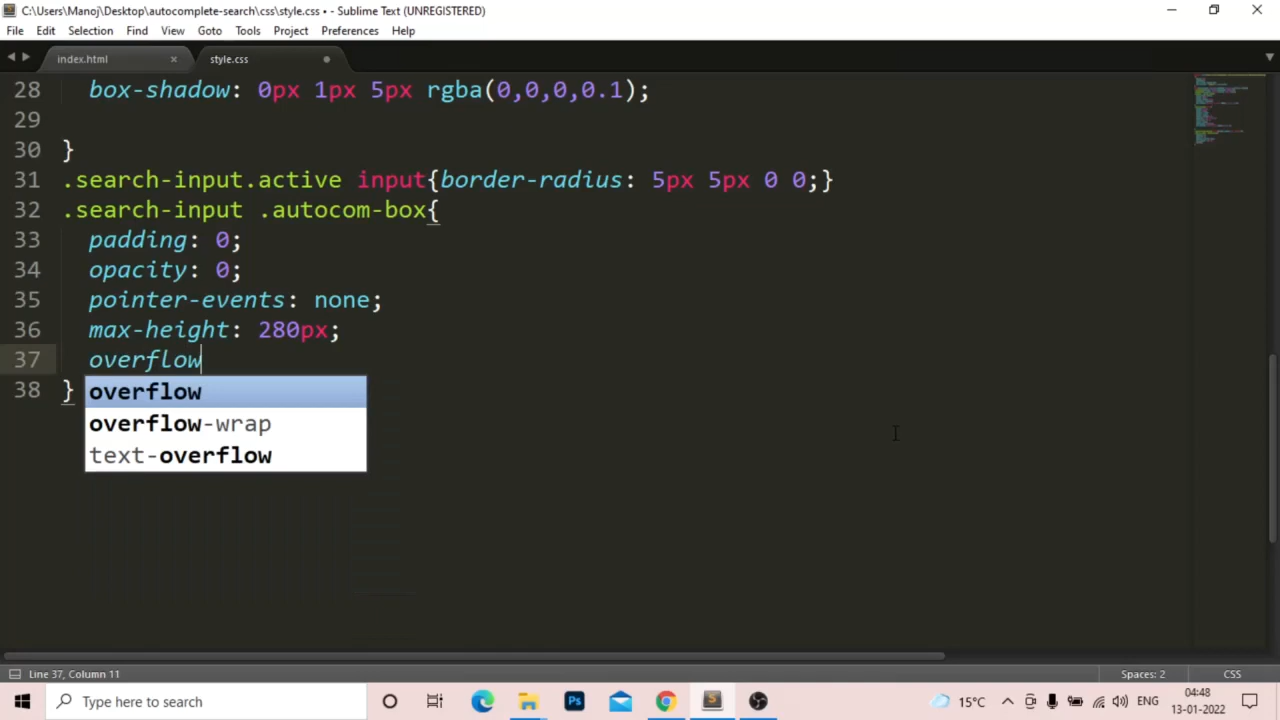 C:\Users\Manoj\Desktop\autocomplete-search\css\style.css • - Sublime Text (UNREGISTERED)
File Edit Selection Find View Goto Tools Project Preferences Help
index.html × style.css
28 box-shadow: 0px 1px 5px rgba(0,0,0,0.1);
29
30 }
31 .search-input.active input{border-radius: 5px 5px 0 0;}
32 .search-input .autocom-box{
33 padding: 0;
34 opacity: 0;
35 pointer-events: none;
36 max-height: 280px;
37 overflow
38 }
overflow
overflow-wrap
text-overflow
Line 37, Column 11 Spaces: 2 CSS
Type here to search Ps 15°C ENG 04:48
13-01-2022